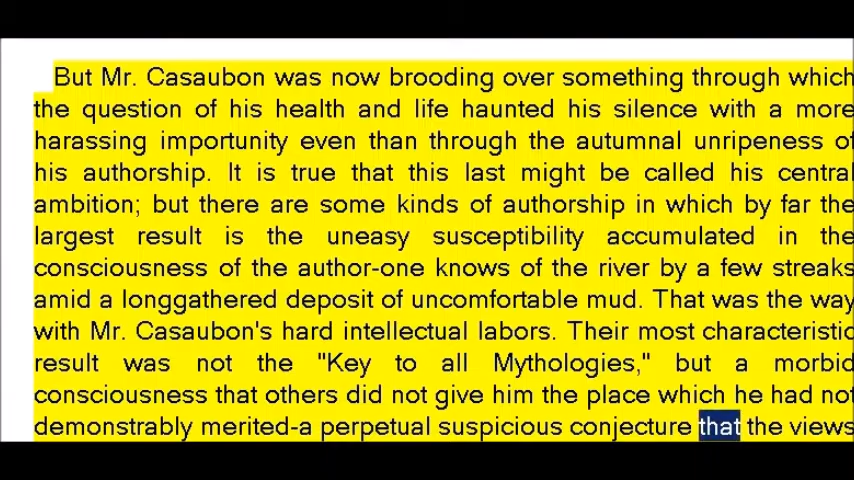 But Mr. Casaubon was now brooding over something through which
the question of his health and life haunted his silence with a more
harassing importunity even than through the autumnal unripeness of
his authorship. It is true that this last might be called his central
ambition; but there are some kinds of authorship in which by far the
largest result is the uneasy susceptibility accumulated in the
consciousness of the author-one knows of the river by a few streaks
amid a longgathered deposit of uncomfortable mud. That was the way
with Mr. Casaubon's hard intellectual labors. Their most characteristic
result was not the "Key to all Mythologies," but a morbid
consciousness that others did not give him the place which he had not
demonstrably merited-a perpetual suspicious conjecture that the views